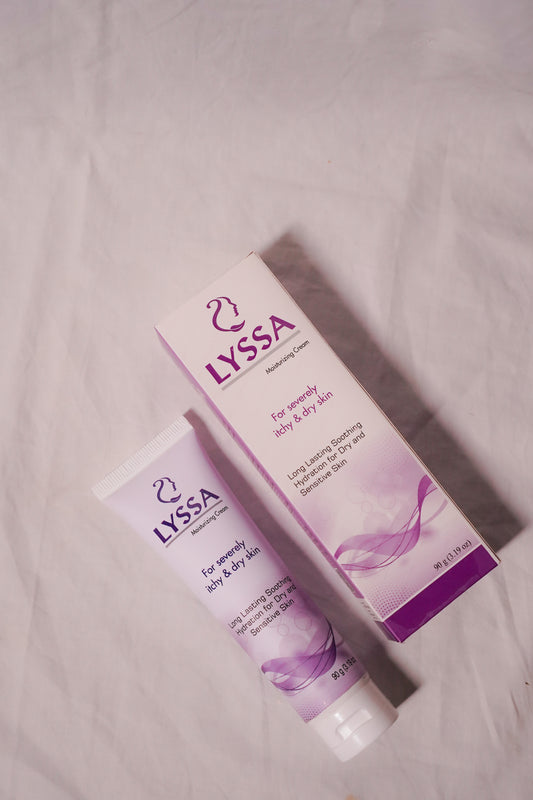 LYSSA
Moisturizing Cream
For severely
itchy & dry skin
Long Lasting Soothing
Hydration for Dry and
Sensitive Skin
90 g (3.19 oz)
LYSSA
Moisturizing Cream
For severely
itchy & dry skin
Long Lasting Soothing
Hydration for Dry and
Sensitive Skin
90 g (3.19 oz